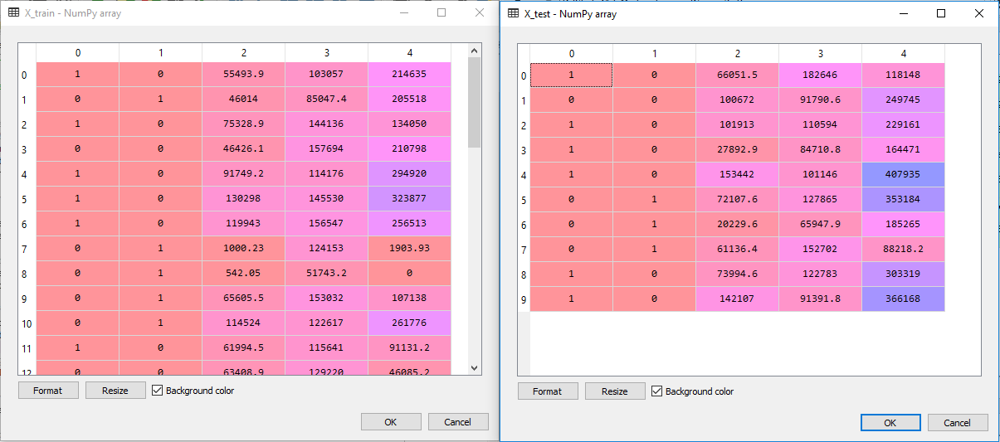 X_train - NumPy array
0 1 2 3 4
0 1 0 55493.9 103057 214635
1 0 1 46014 85047.4 205518
2 1 0 75328.9 144136 134050
3 0 0 46426.1 157694 210798
4 1 0 91749.2 114176 294920
5 1 0 130298 145530 323877
6 1 0 119943 156547 256513
7 0 1 1000.23 124153 1903.93
8 0 1 542.05 51743.2 0
9 0 1 65605.5 153032 107138
10 0 1 114524 122617 261776
11 1 0 61994.5 115641 91131.2
12 0 0 63408.9 129220 46085.2
Format Resize Background color
OK Cancel
X_test - NumPy array
0 1 2 3 4
0 1 0 66051.5 182646 118148
1 0 0 100672 91790.6 249745
2 1 0 101913 110594 229161
3 1 0 27892.9 84710.8 164471
4 1 0 153442 101146 407935
5 0 1 72107.6 127865 353184
6 0 1 20229.6 65947.9 185265
7 0 1 61136.4 152702 88218.2
8 1 0 73994.6 122783 303319
9 1 0 142107 91391.8 366168
Format Resize Background color
OK Cancel